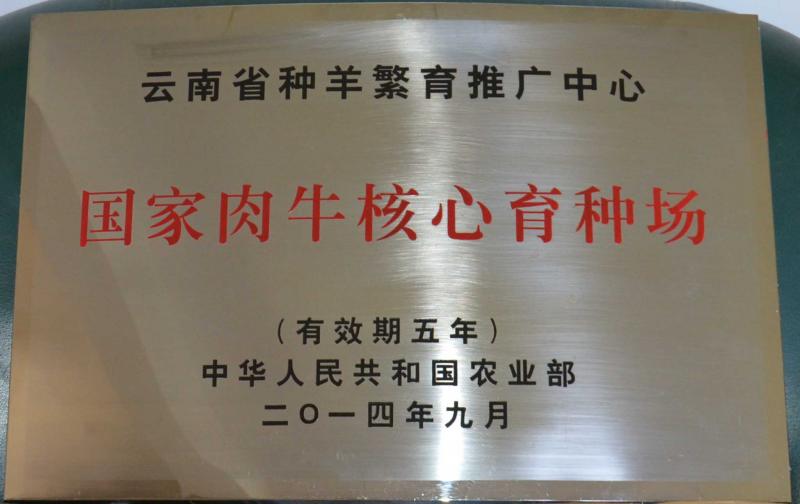 云南省种羊繁育推广中心
国家肉牛核心育种场
（有效期五年）
中华人民共和国农业部
二〇一四年九月